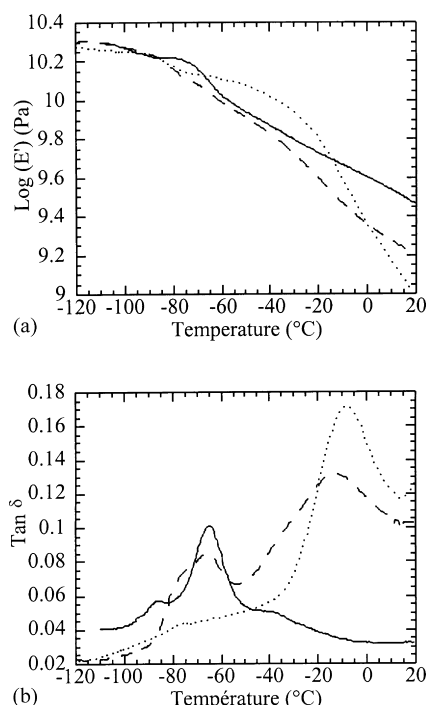 10.4
10.2
10
9.8
9.6
9.4
9.2
9
Log (E') (Pa)
-120 -100 -80 -60 -40 -20 0 20
(a) Temperature (°C)
0.18
0.16
0.14
0.12
0.1
0.08
0.06
0.04
0.02
Tan δ
-120 -100 -80 -60 -40 -20 0 20
(b) Température (°C)